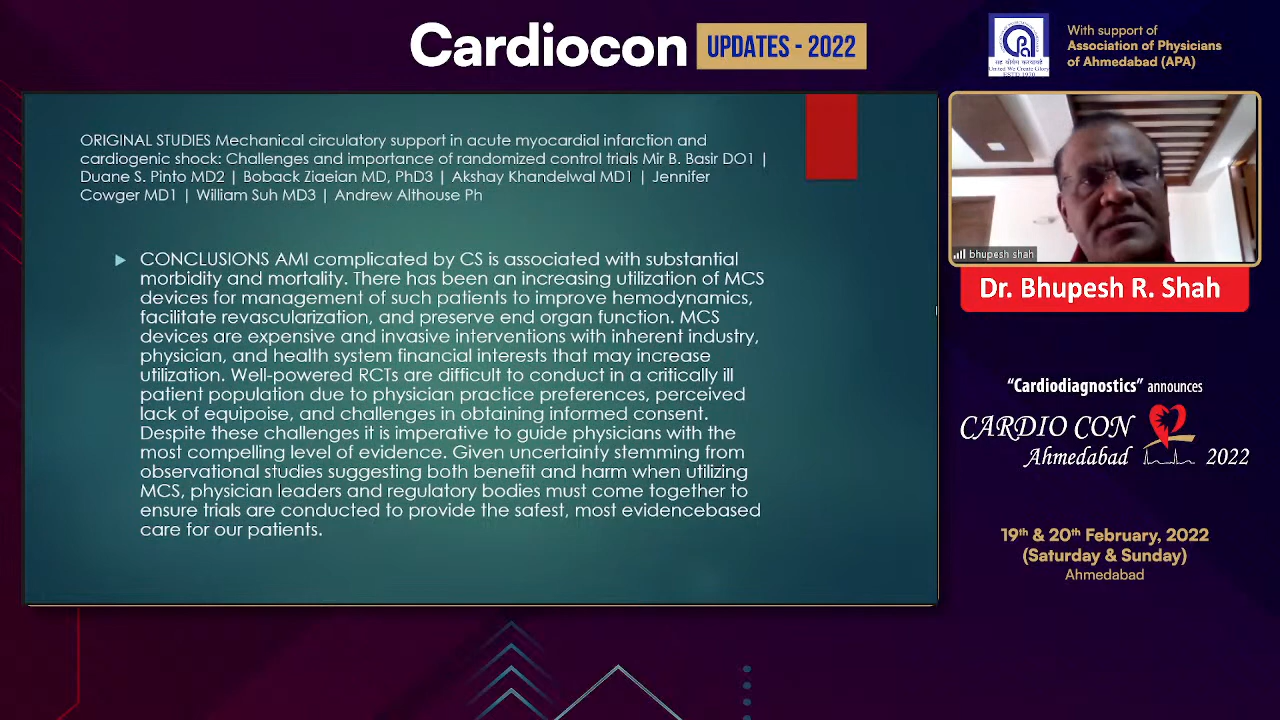 Cardiocon UPDATES - 2022
सह वीर्यं करवावहै
United We Create Glory
ESTD. 1970
With support of
Association of Physicians
of Ahmedabad (APA)
ORIGINAL STUDIES Mechanical circulatory support in acute myocardial infarction and
cardiogenic shock: Challenges and importance of randomized control trials Mir B. Basir DO1 |
Duane S. Pinto MD2 | Boback Ziaeian MD, PhD3 | Akshay Khandelwal MD1 | Jennifer
Cowger MD1 | William Suh MD3 | Andrew Althouse Ph
CONCLUSIONS AMI complicated by CS is associated with substantial
morbidity and mortality. There has been an increasing utilization of MCS
devices for management of such patients to improve hemodynamics,
facilitate revascularization, and preserve end organ function. MCS
devices are expensive and invasive interventions with inherent industry,
physician, and health system financial interests that may increase
utilization. Well-powered RCTs are difficult to conduct in a critically ill
patient population due to physician practice preferences, perceived
lack of equipoise, and challenges in obtaining informed consent.
Despite these challenges it is imperative to guide physicians with the
most compelling level of evidence. Given uncertainty stemming from
observational studies suggesting both benefit and harm when utilizing
MCS, physician leaders and regulatory bodies must come together to
ensure trials are conducted to provide the safest, most evidencebased
care for our patients.
bhupesh shah
Dr. Bhupesh R. Shah
"Cardiodiagnostics" announces
CARDIO CON
Ahmedabad 2022
19th & 20th February, 2022
(Saturday & Sunday)
Ahmedabad